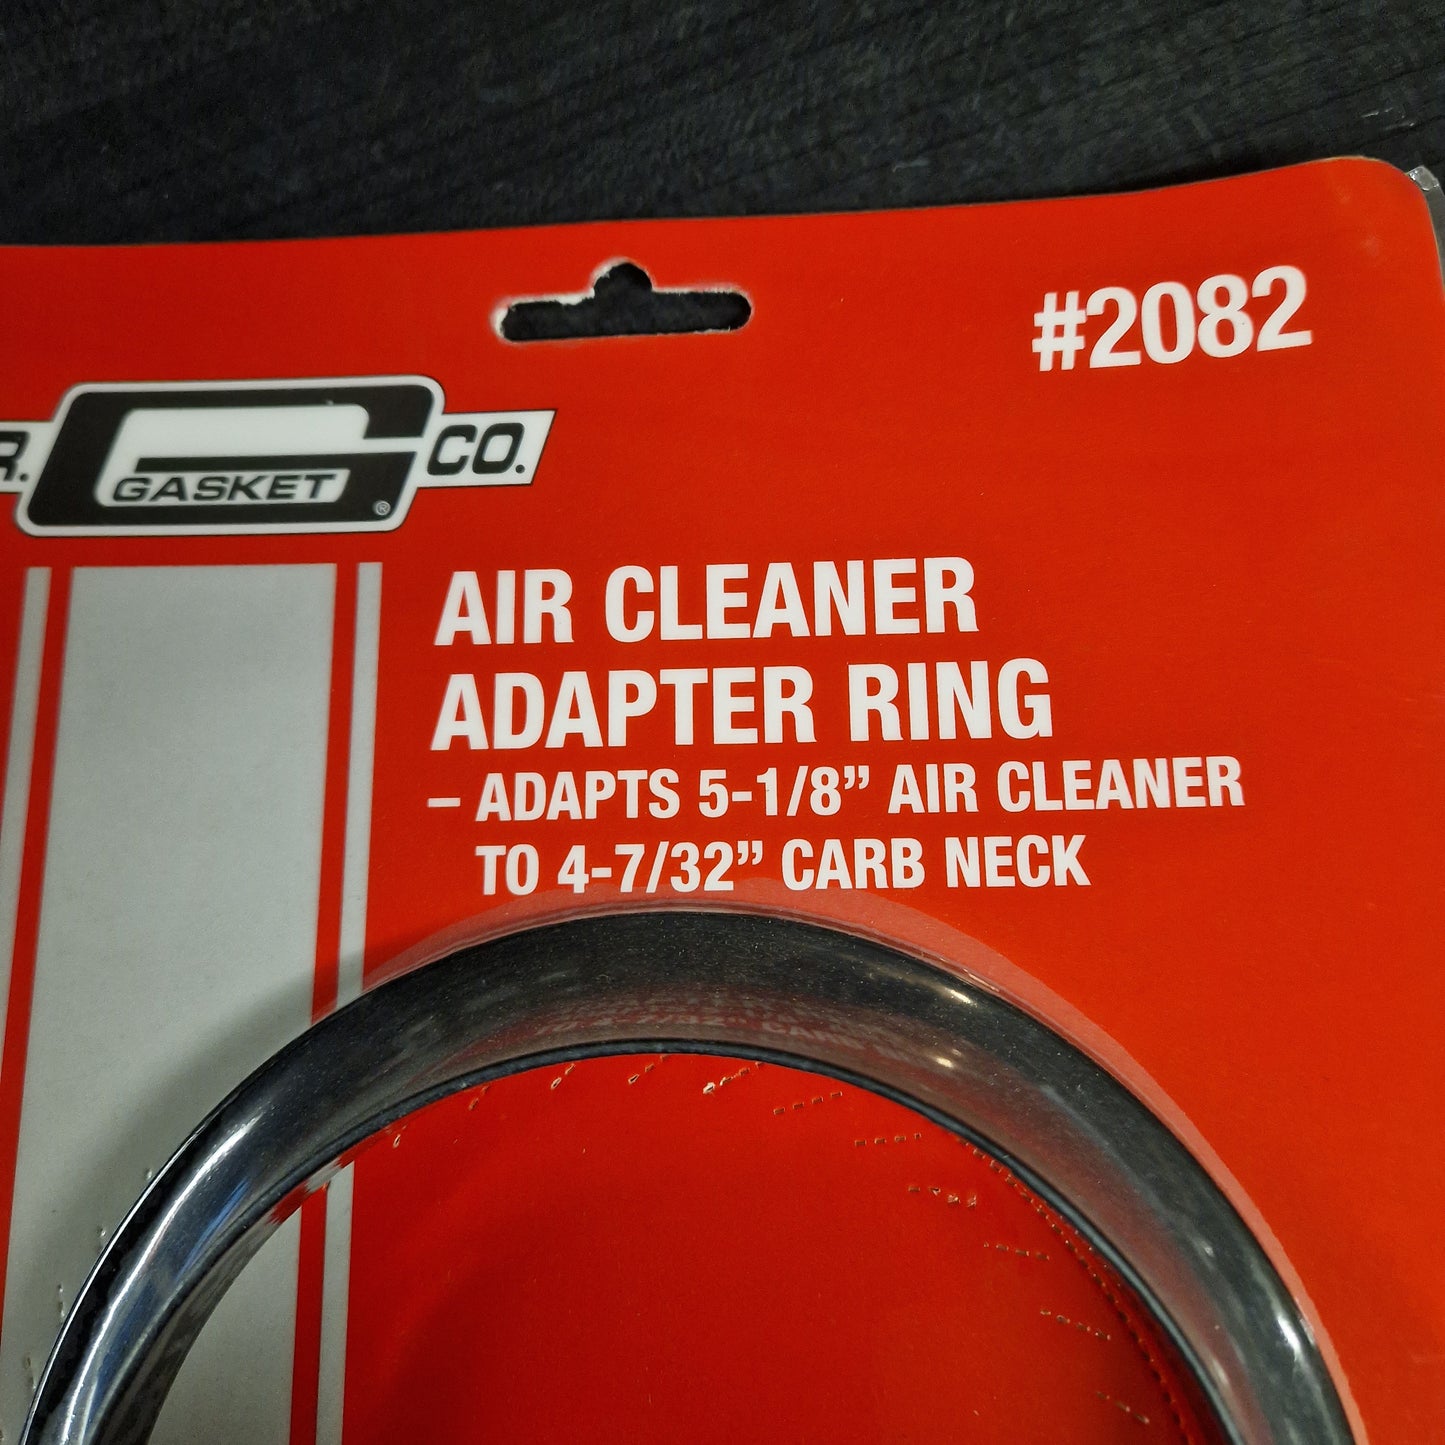 #2082
R. GASKET® CO.
AIR CLEANER
ADAPTER RING
– ADAPTS 5-1/8” AIR CLEANER
TO 4-7/32” CARB NECK